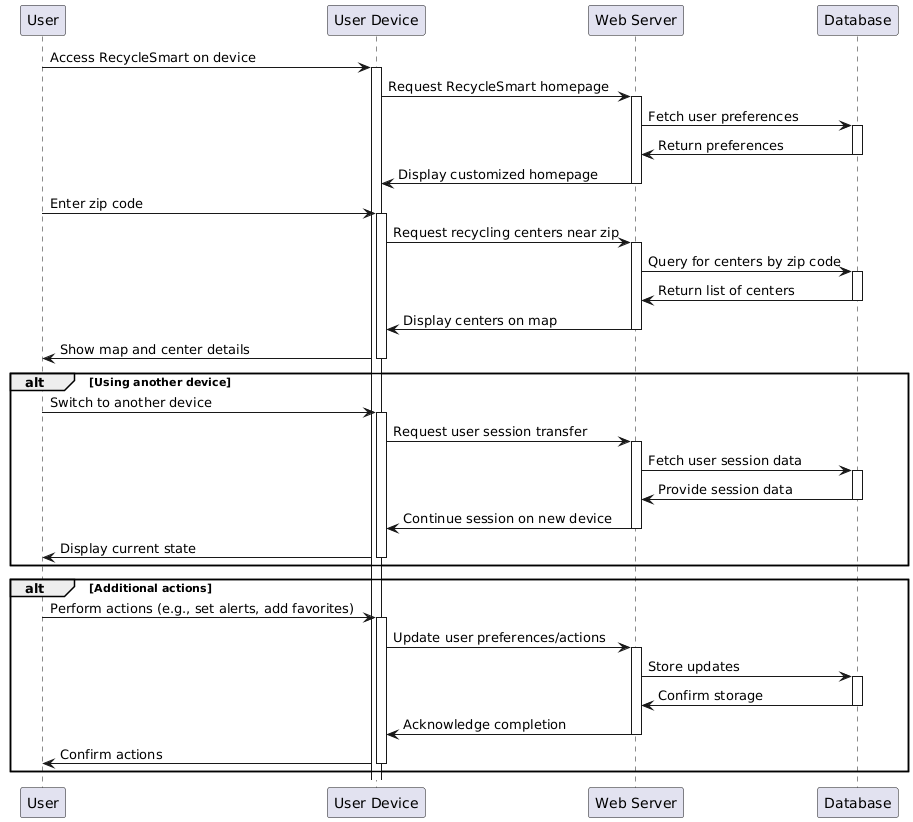 User
User Device
Web Server
Database
Access RecycleSmart on device
Request RecycleSmart homepage
Fetch user preferences
Return preferences
Display customized homepage
Enter zip code
Request recycling centers near zip
Query for centers by zip code
Return list of centers
Display centers on map
Show map and center details
alt [Using another device]
Switch to another device
Request user session transfer
Fetch user session data
Provide session data
Continue session on new device
Display current state
alt [Additional actions]
Perform actions (e.g., set alerts, add favorites)
Update user preferences/actions
Store updates
Confirm storage
Acknowledge completion
Confirm actions
User
User Device
Web Server
Database